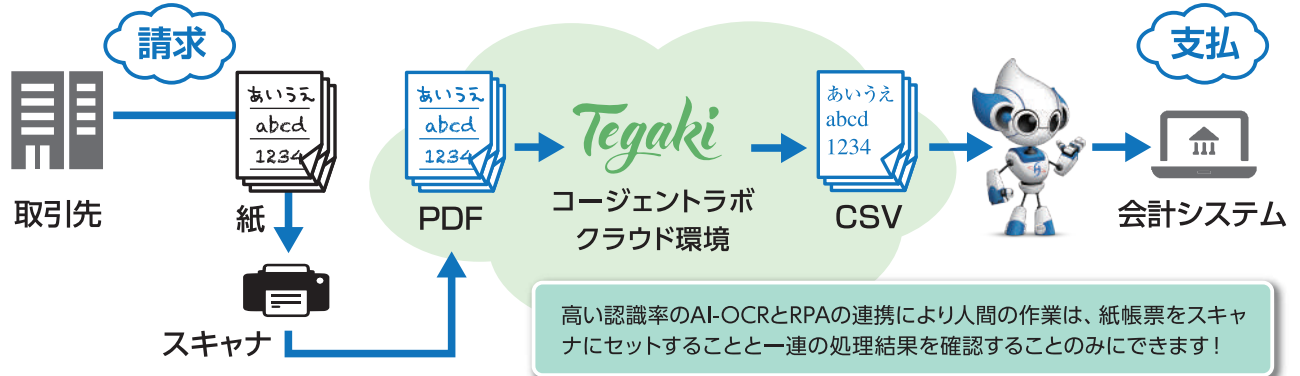 請求
支払
あいうえ
abcd
1234
あいうえ
abcd
1234
Tegaki
コージェントラボ
クラウド環境
あいうえ
abcd
1234
取引先
紙
PDF
CSV
会計システム
スキャナ
高い認識率のAI-OCRとRPAの連携により人間の作業は、紙帳票をスキャ
ナにセットすることと一連の処理結果を確認することのみにできます！